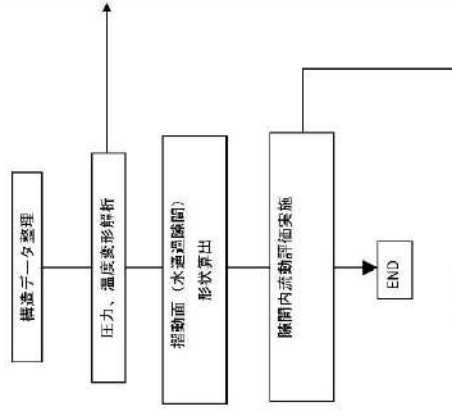 構造データ整理
圧力、温度変形解析
摺動面（水通過隙間）
形状算出
隙間内流動評価実施
END